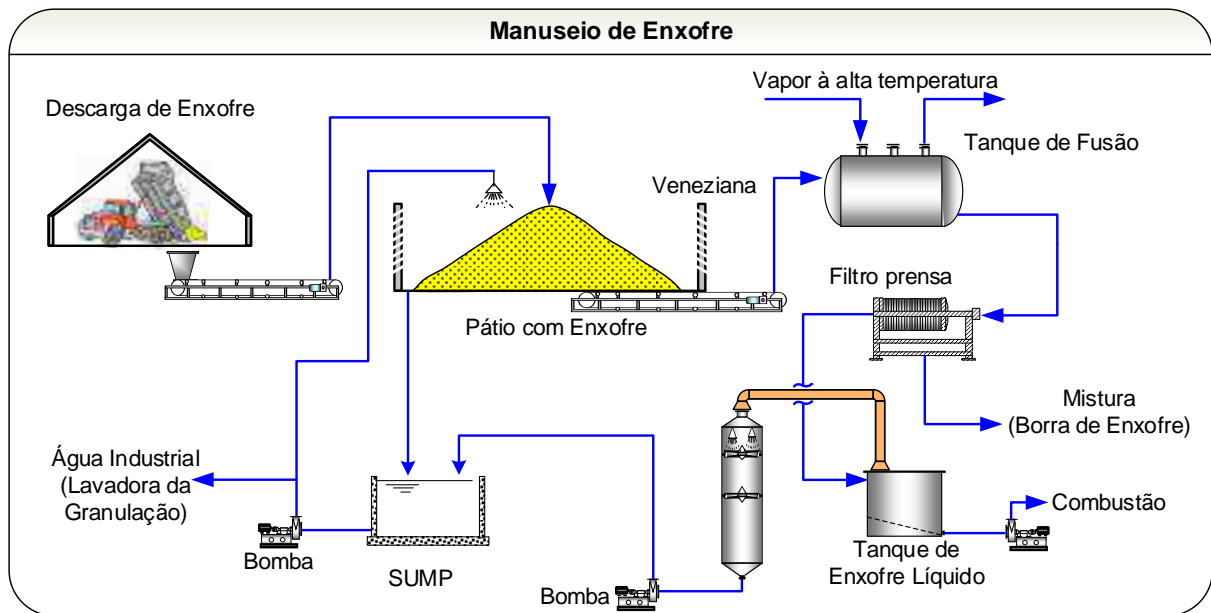 Manuseio de Enxofre
Descarga de Enxofre
Vapor à alta temperatura
Tanque de Fusão
Veneziana
Filtro prensa
Pátio com Enxofre
Mistura
(Borra de Enxofre)
Água Industrial
(Lavadora da
Granulação)
Combustão
Bomba
SUMP
Bomba
Tanque de
Enxofre Líquido